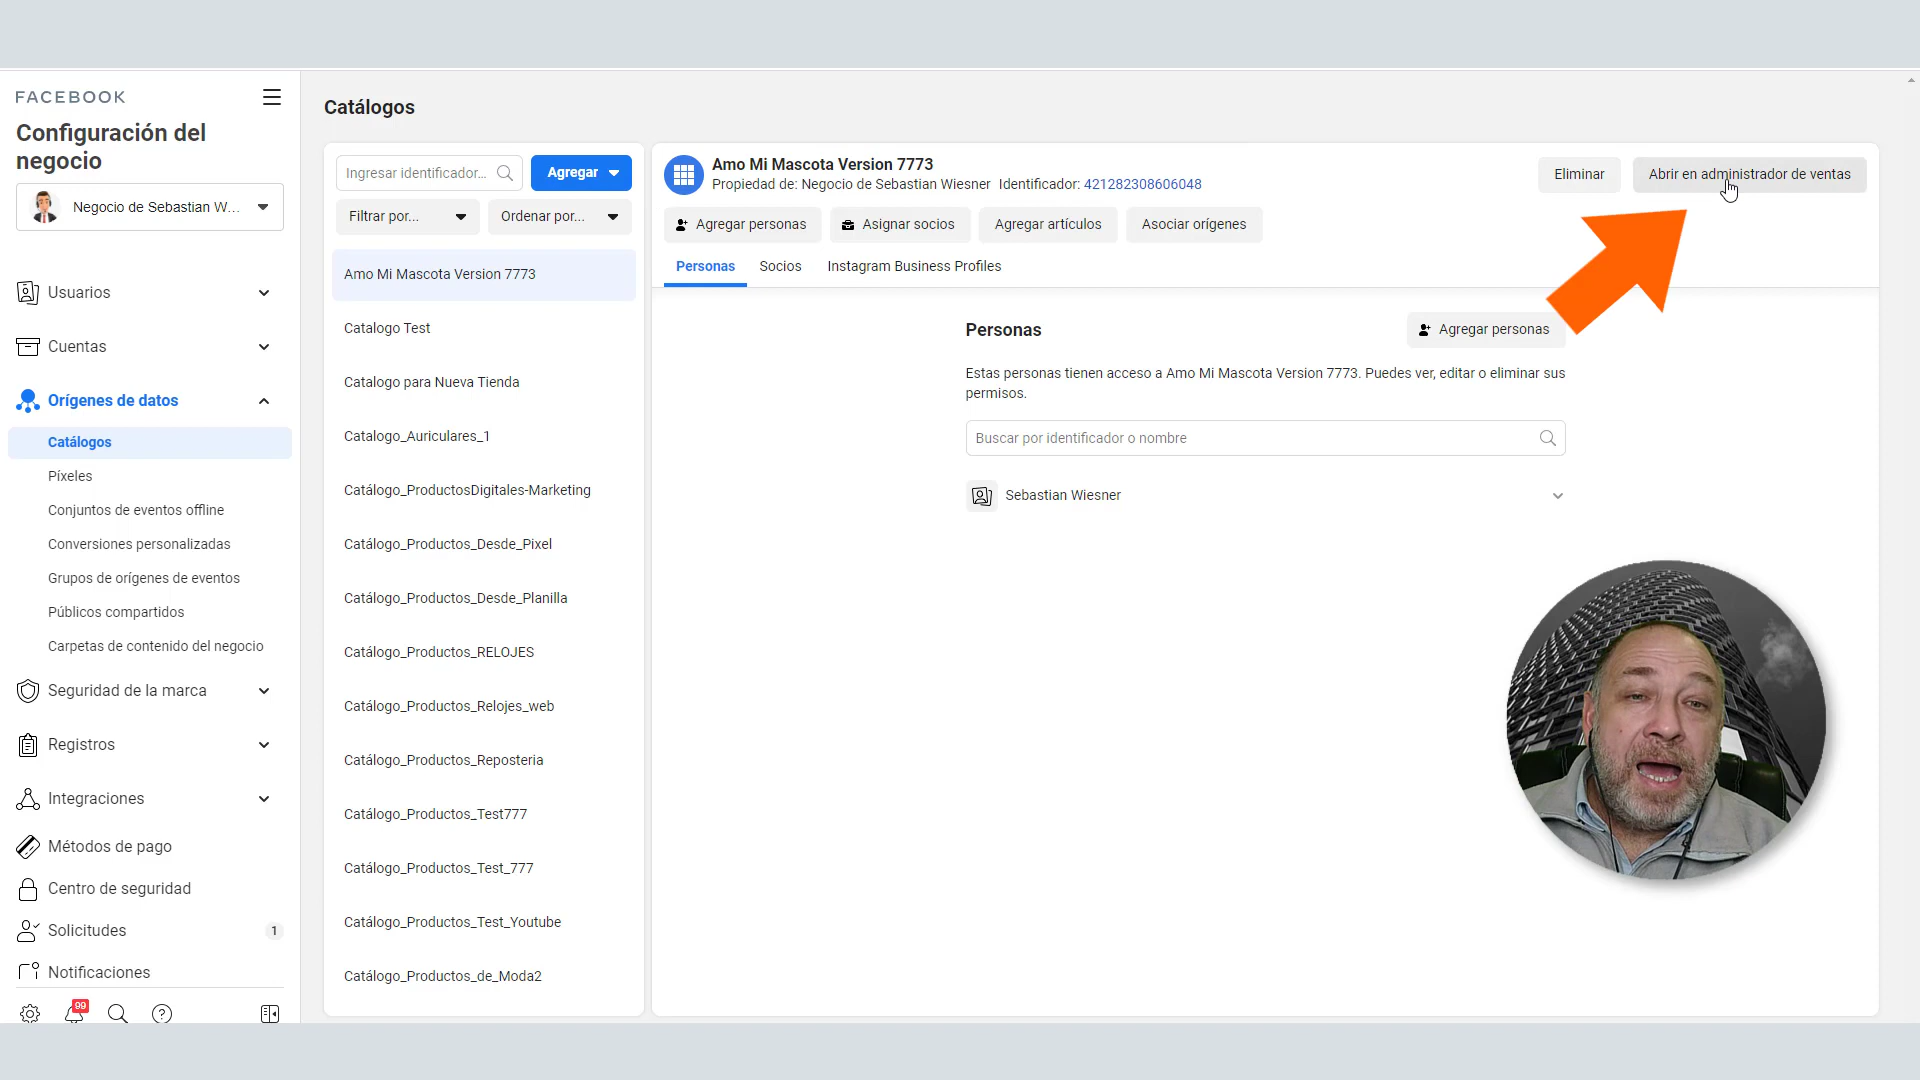 FACEBOOK
Configuración del
negocio
Negocio de Sebastian W...
Usuarios
Cuentas
Orígenes de datos
Catálogos
Píxeles
Conjuntos de eventos offline
Conversiones personalizadas
Grupos de orígenes de eventos
Públicos compartidos
Carpetas de contenido del negocio
Seguridad de la marca
Registros
Integraciones
Métodos de pago
Centro de seguridad
Solicitudes 1
Notificaciones
99
Catálogos
Ingresar identificador...
Agregar
Filtrar por...
Ordenar por...
Amo Mi Mascota Version 7773
Catalogo Test
Catalogo para Nueva Tienda
Catalogo_Auriculares_1
Catálogo_ProductosDigitales-Marketing
Catálogo_Productos_Desde_Pixel
Catálogo_Productos_Desde_Planilla
Catálogo_Productos_RELOJES
Catálogo_Productos_Relojes_web
Catálogo_Productos_Reposteria
Catálogo_Productos_Test777
Catálogo_Productos_Test_777
Catálogo_Productos_Test_Youtube
Catálogo_Productos_de_Moda2
Amo Mi Mascota Version 7773
Propiedad de: Negocio de Sebastian Wiesner Identificador: 421282308606048
Eliminar
Abrir en administrador de ventas
Agregar personas
Asignar socios
Agregar artículos
Asociar orígenes
Personas
Socios
Instagram Business Profiles
Personas
Agregar personas
Estas personas tienen acceso a Amo Mi Mascota Version 7773. Puedes ver, editar o eliminar sus
permisos.
Buscar por identificador o nombre
Sebastian Wiesner